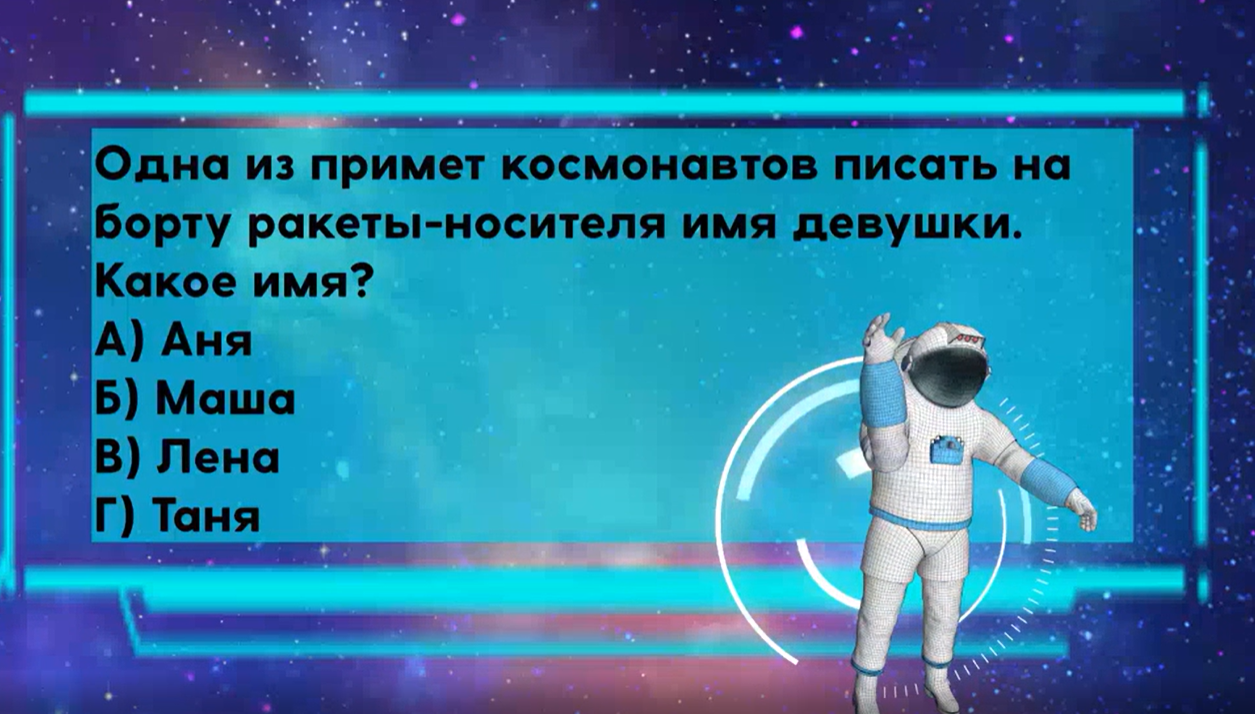 Одна из примет космонавтов писать на
борту ракеты-носителя имя девушки.
Какое имя?
А) Аня
Б) Маша
В) Лена
Г) Таня